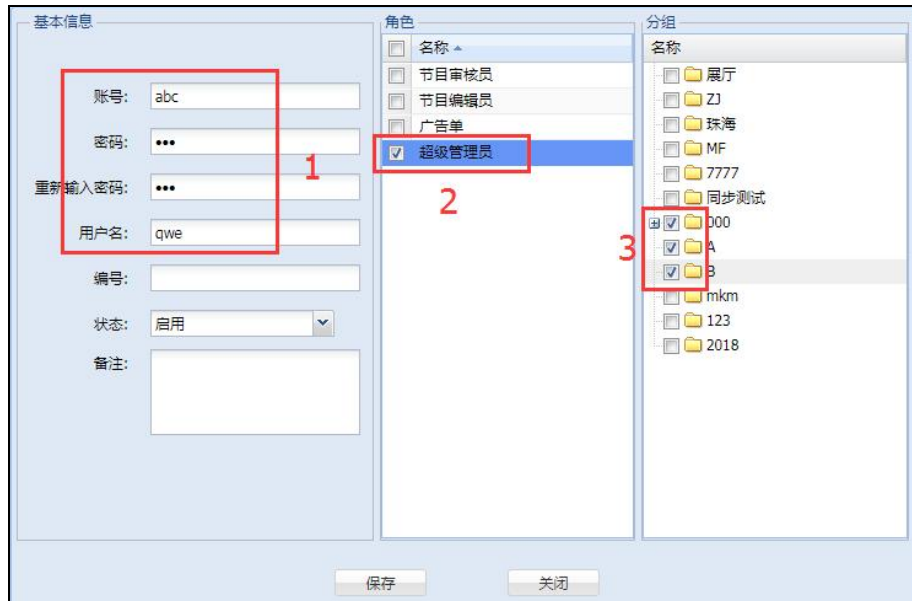 基本信息
账号: abc
密码: •••
重新输入密码: •••
用户名: qwe
编号:
状态: 启用
备注:
1
角色
名称
节目审核员
节目编辑员
广告单
超级管理员
2
分组
名称
展厅
ZJ
珠海
MF
7777
同步测试
000
A
B
3
mkm
123
2018
保存
关闭